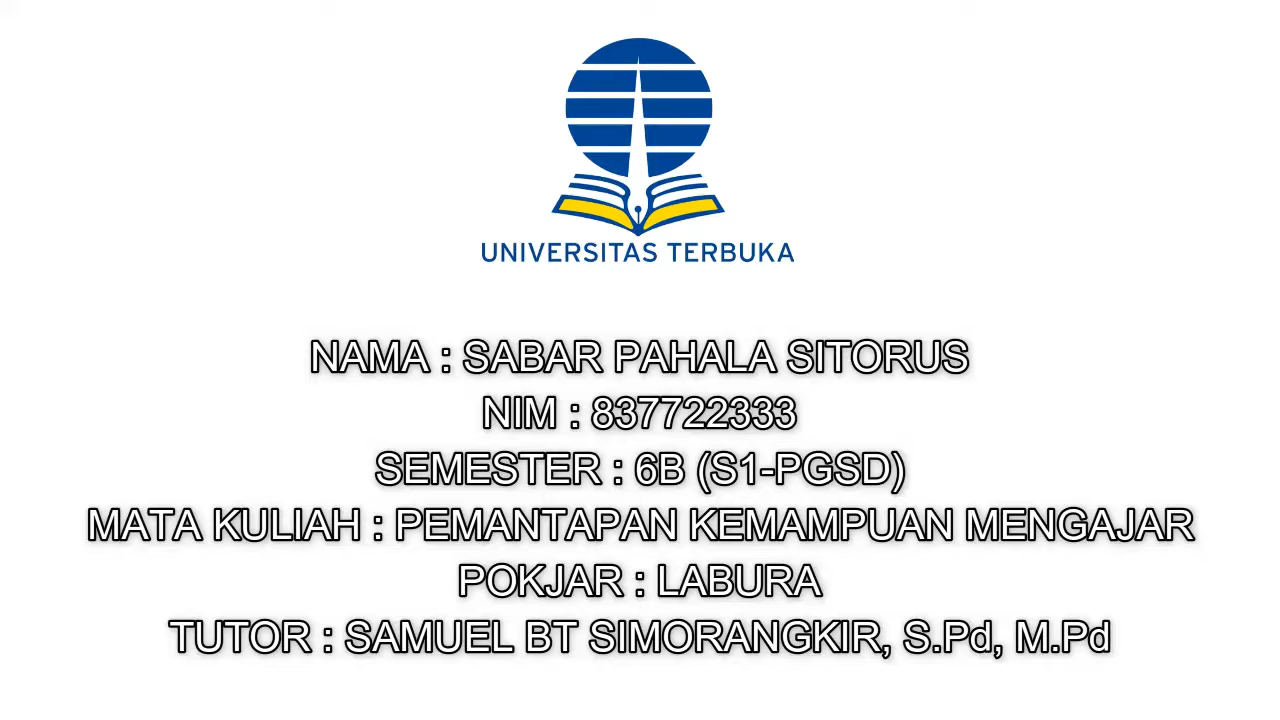 UNIVERSITAS TERBUKA
NAMA : SABAR PAHALA SITORUS
NIM : 837722333
SEMESTER : 6B (S1-PGSD)
MATA KULIAH : PEMANTAPAN KEMAMPUAN MENGAJAR
POKJAR : LABURA
TUTOR : SAMUEL BT SIMORANGKIR, S.Pd, M.Pd